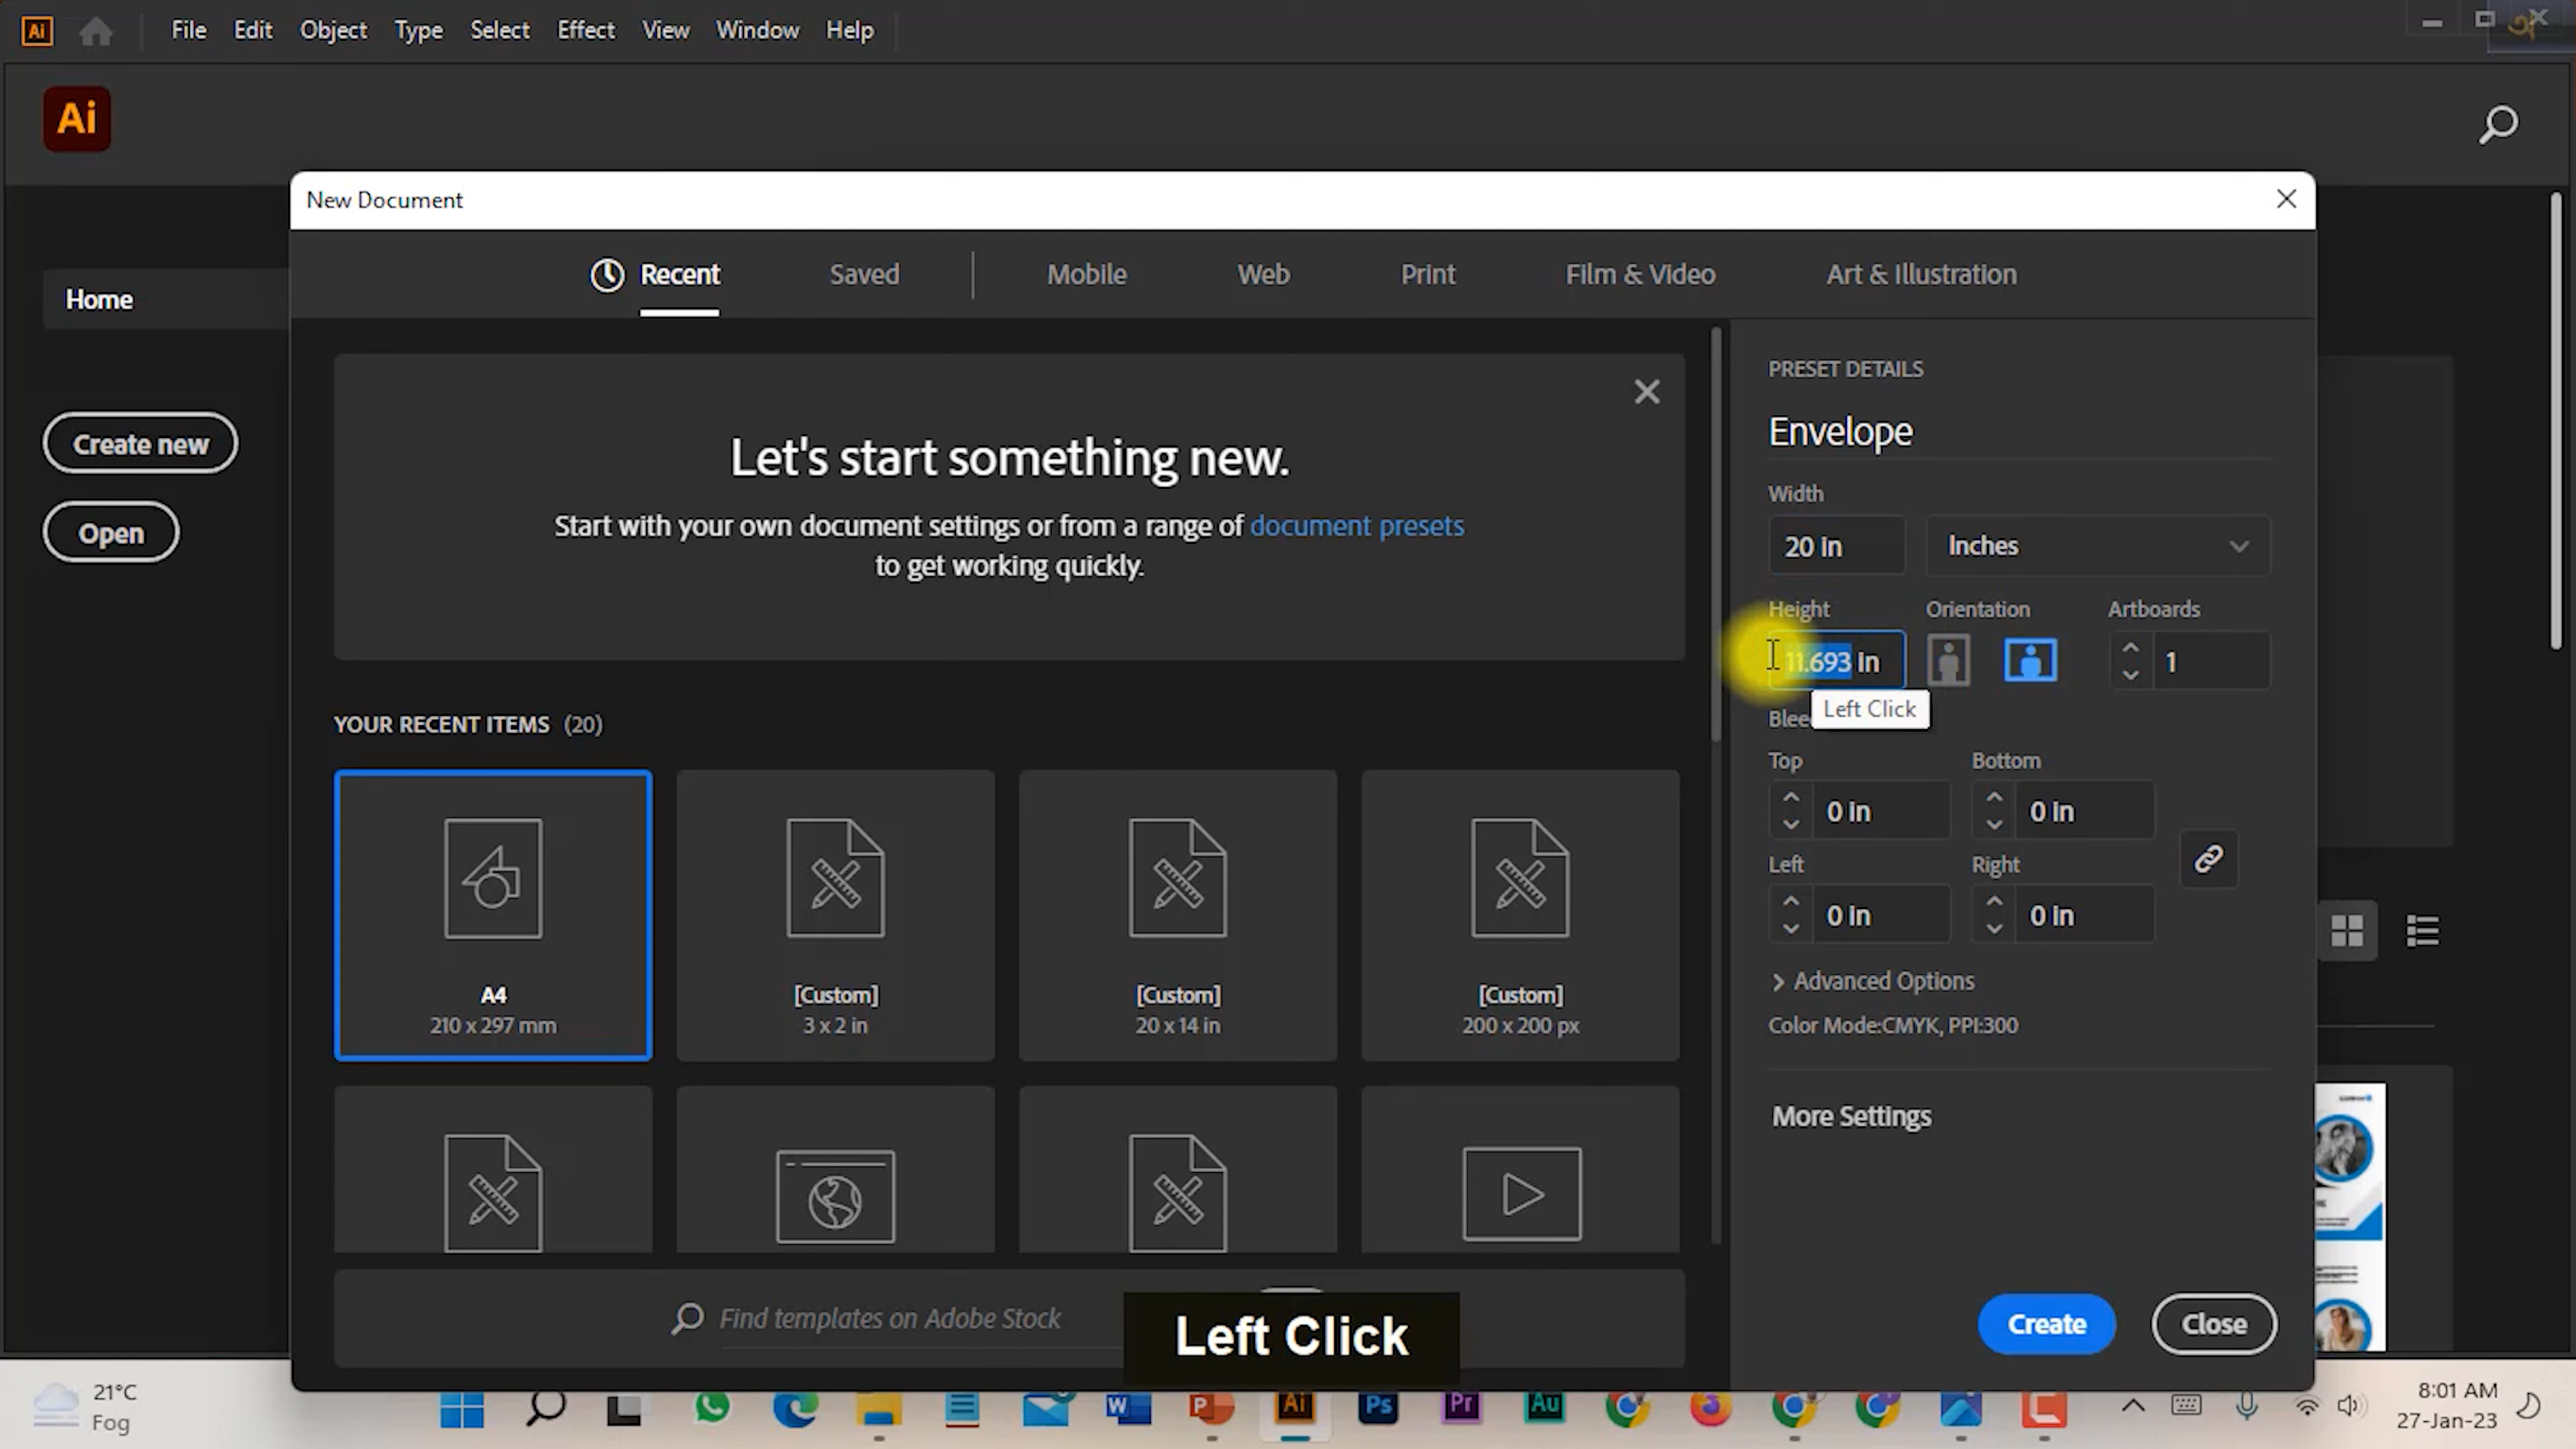 Ai File Edit Object Type Select Effect View Window Help
Ai
New Document
Recent Saved Mobile Web Print Film & Video Art & Illustration
Home
Create new
Open
Let's start something new.
Start with your own document settings or from a range of document presets
to get working quickly.
YOUR RECENT ITEMS (20)
A4
210 x 297 mm
[Custom]
3 x 2 in
[Custom]
20 x 14 in
[Custom]
200 x 200 px
Find templates on Adobe Stock
PRESET DETAILS
Envelope
Width
20 in Inches
Height Orientation Artboards
11.693 in 1
Left Click
Top Bottom
0 in 0 in
Left Right
0 in 0 in
Advanced Options
Color Mode:CMYK, PPI:300
More Settings
Create Close
Left Click
21°C
Fog
W P Ai Ps Pr Au
8:01 AM
27-Jan-23